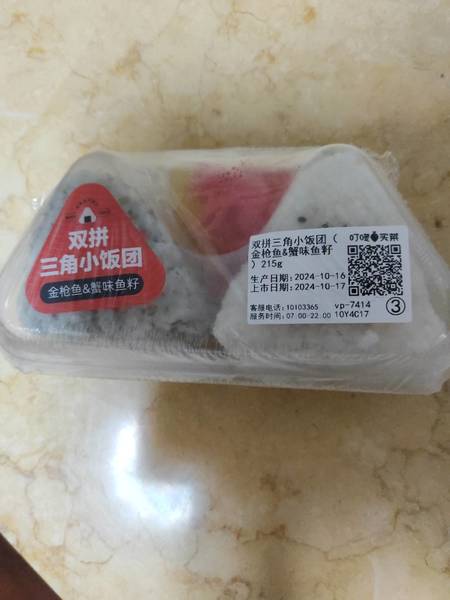 双拼
三角小饭团
金枪鱼&蟹味鱼籽
叮咚买菜
双拼三角小饭团（
金枪鱼&蟹味鱼籽
）215g
生产日期:2024-10-16
上市日期:2024-10-17
客服电话:10103365 vp-7414
服务时间:07:00-22:00 10Y4C17
③